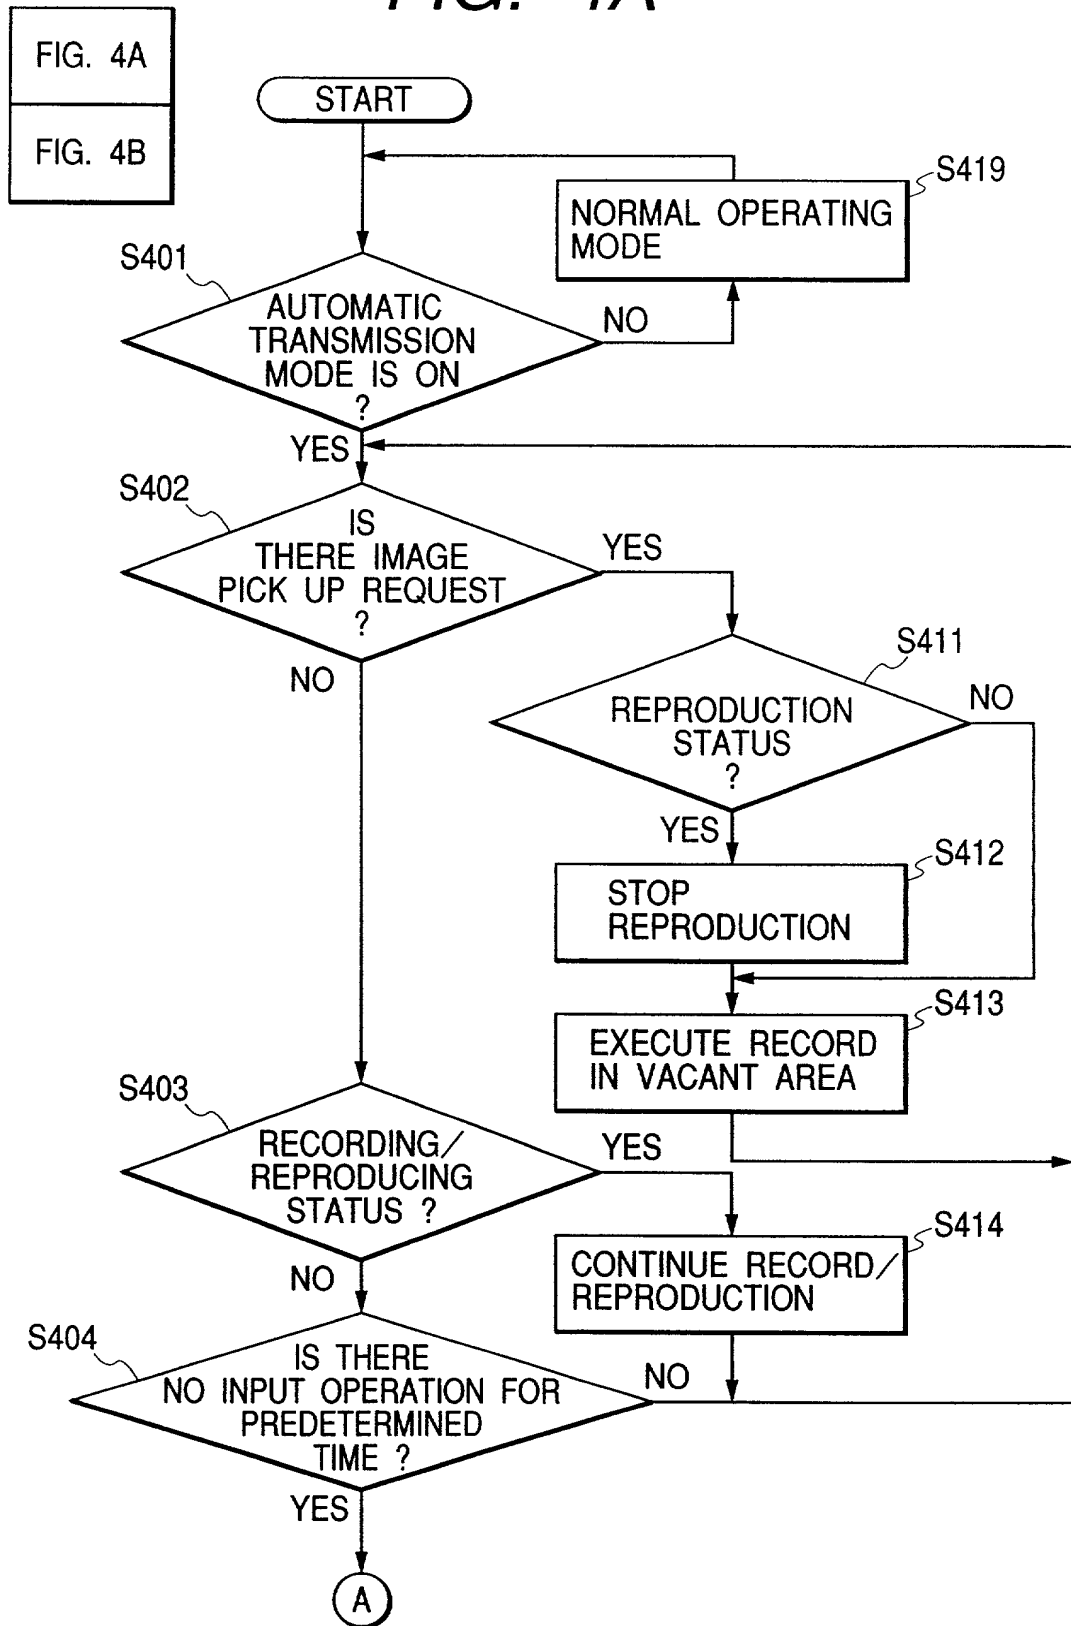 FIG. 4A
FIG. 4A
FIG. 4B
START
S419
NORMAL OPERATING
MODE
S401
AUTOMATIC
TRANSMISSION
MODE IS ON
?
NO
YES
S402
IS
THERE IMAGE
PICK UP REQUEST
?
YES
NO
S411
REPRODUCTION
STATUS
?
NO
YES
S412
STOP
REPRODUCTION
S413
EXECUTE RECORD
IN VACANT AREA
S403
RECORDING/
REPRODUCING
STATUS ?
YES
NO
S414
CONTINUE RECORD/
REPRODUCTION
S404
IS THERE
NO INPUT OPERATION FOR
PREDETERMINED
TIME ?
NO
YES
A